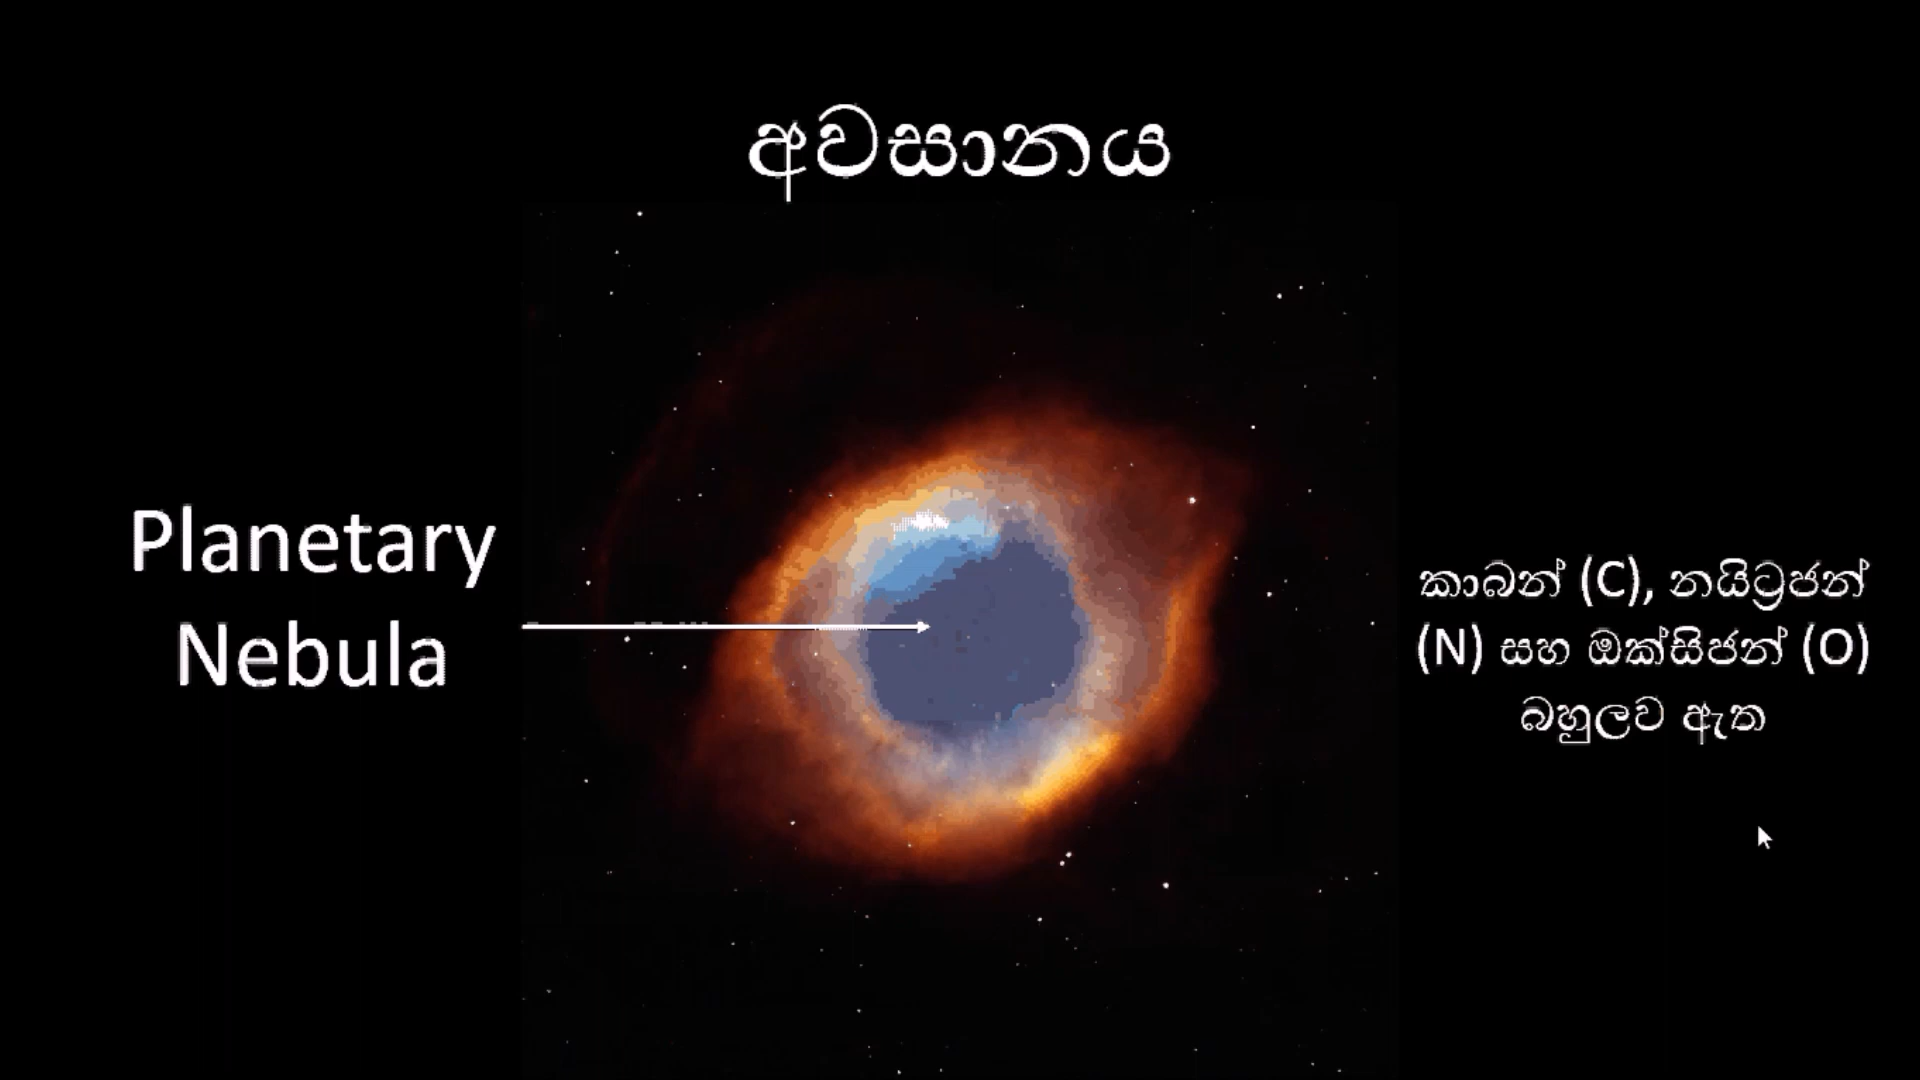 අවසානය
Planetary
Nebula
කාබන් (C), නයිට්‍රජන්
(N) සහ ඔක්සිජන් (O)
බහුලව ඇත